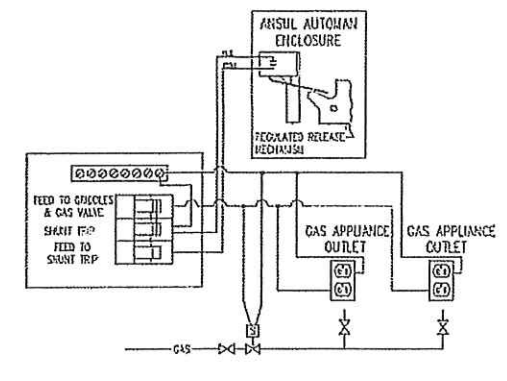 ANSUL AUTOMAN
ENCLOSURE
REGULATED RELEASE
MECHANISM
FEED TO GRIDDLES
& GAS VALVE
SHUNT TRIP
FEED TO
SHUNT TRIP
GAS APPLIANCE
OUTLET
GAS APPLIANCE
OUTLET
S
GAS